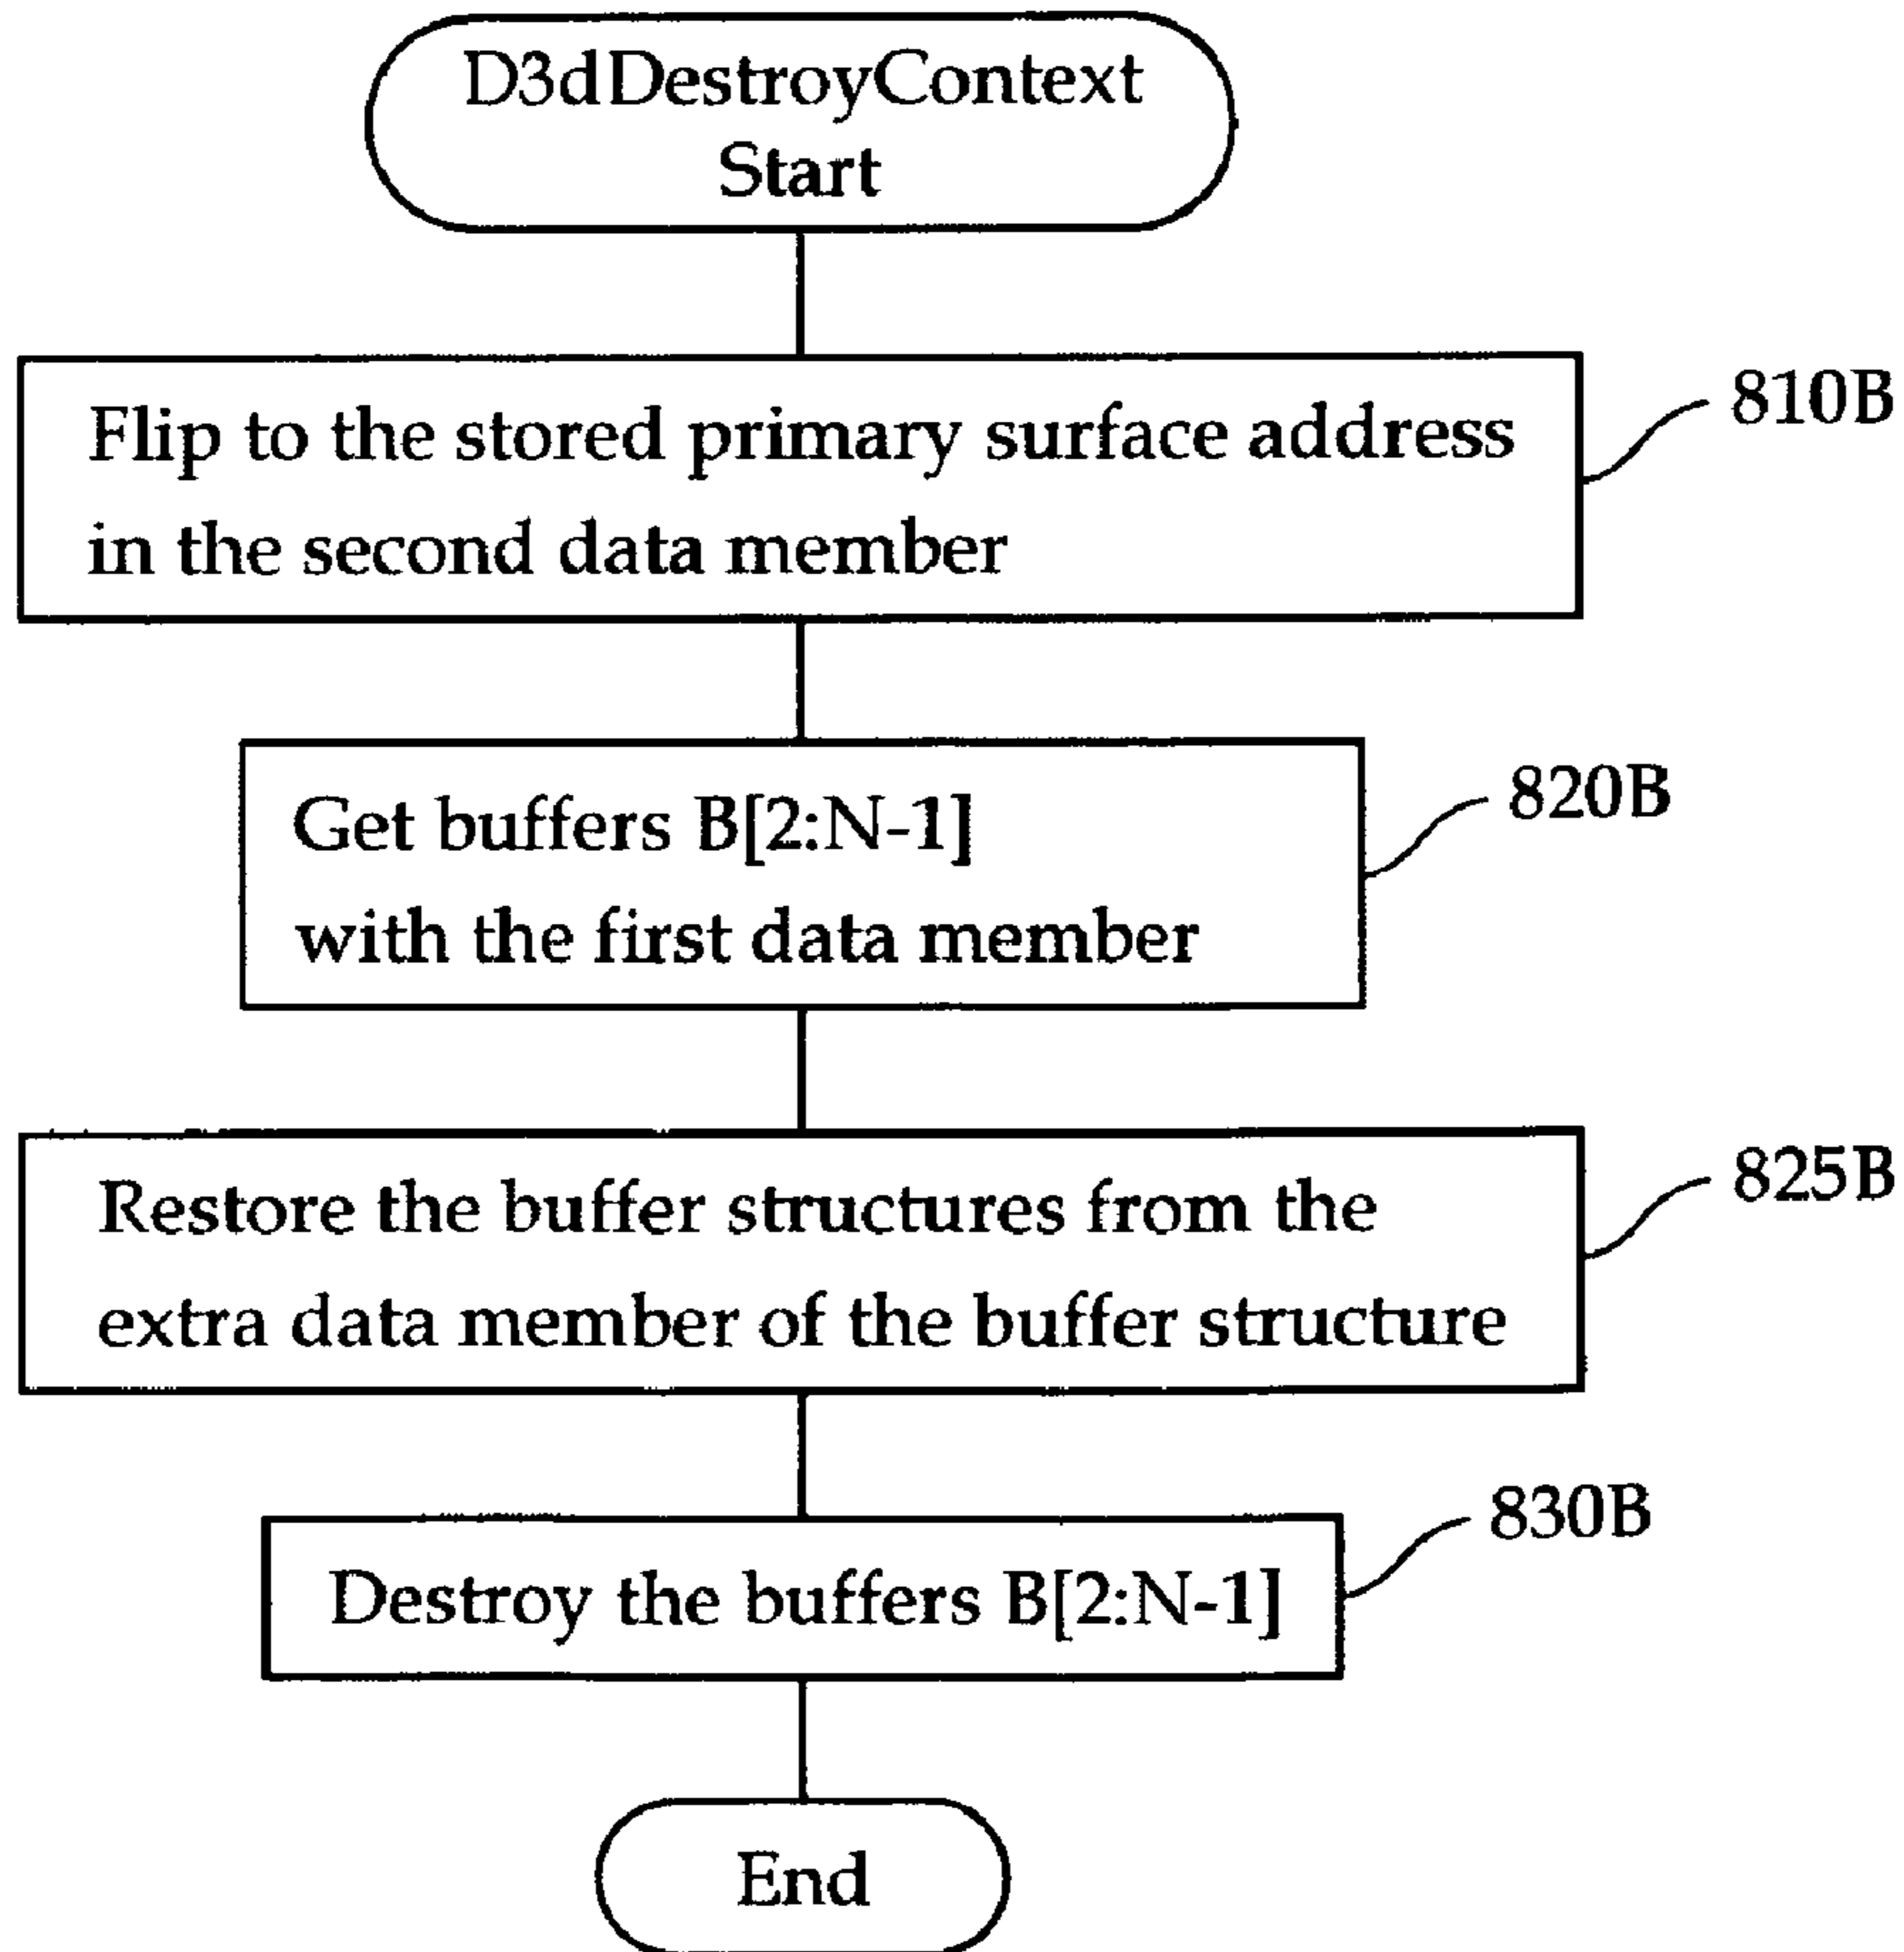 D3dDestroyContext
Start
Flip to the stored primary surface address
in the second data member
810B
Get buffers B[2:N-1]
with the first data member
820B
Restore the buffer structures from the
extra data member of the buffer structure
825B
Destroy the buffers B[2:N-1]
830B
End